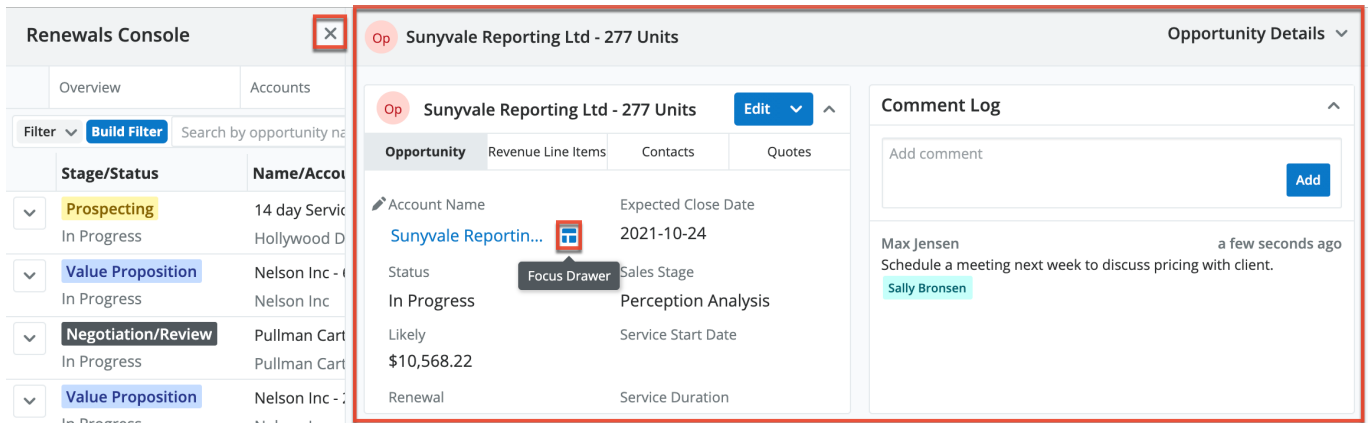 Renewals Console
Overview Accounts
Filter Build Filter Search by opportunity na
Stage/Status Name/Accou
Prospecting 14 day Servic
In Progress Hollywood D
Value Proposition Nelson Inc - 6
In Progress Nelson Inc
Negotiation/Review Pullman Cart
In Progress Pullman Cart
Value Proposition Nelson Inc - 2
In Progress
Op Sunyvale Reporting Ltd - 277 Units Opportunity Details
Op Sunyvale Reporting Ltd - 277 Units Edit
Opportunity Revenue Line Items Contacts Quotes
Account Name Expected Close Date
Sunyvale Reportin... 2021-10-24
Focus Drawer
Status Sales Stage
In Progress Perception Analysis
Likely Service Start Date
$10,568.22
Renewal Service Duration
Comment Log
Add comment
Add
Max Jensen a few seconds ago
Schedule a meeting next week to discuss pricing with client.
Sally Bronsen